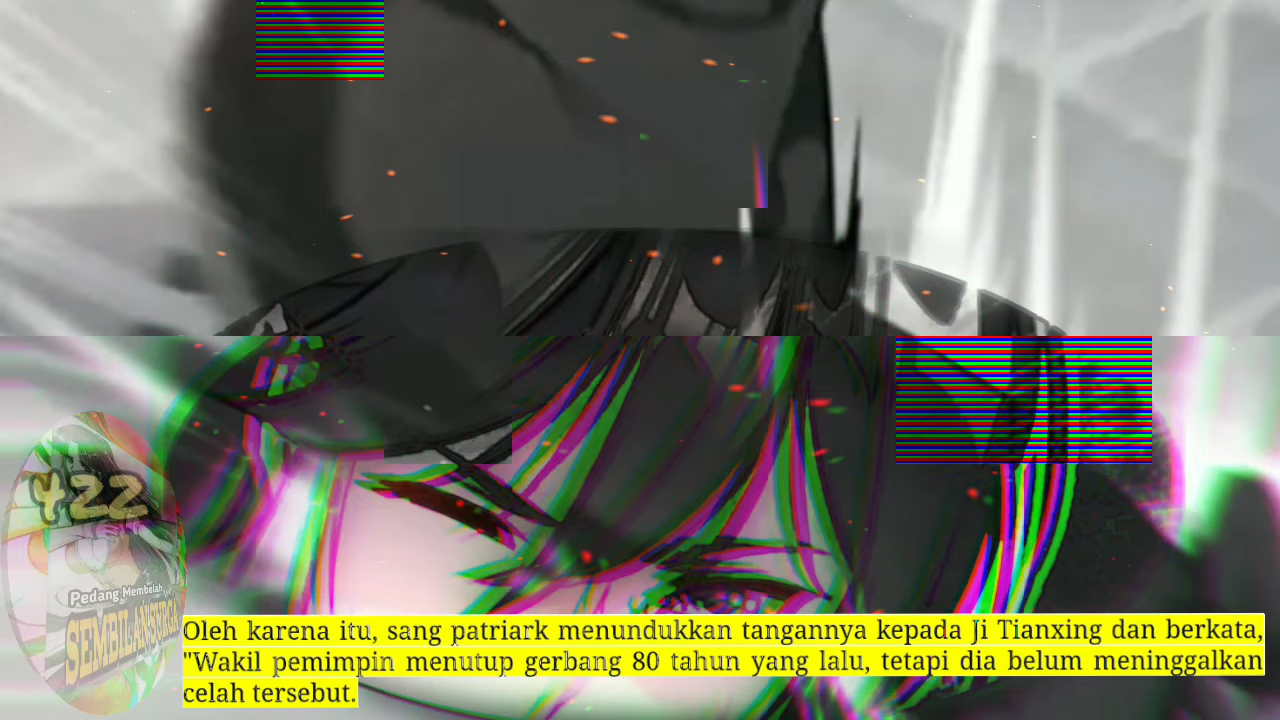 422
Pedang Membelah
SEMBILAN SURGA
Oleh karena itu, sang patriark menundukkan tangannya kepada Ji Tianxing dan berkata,
"Wakil pemimpin menutup gerbang 80 tahun yang lalu, tetapi dia belum meninggalkan
celah tersebut.